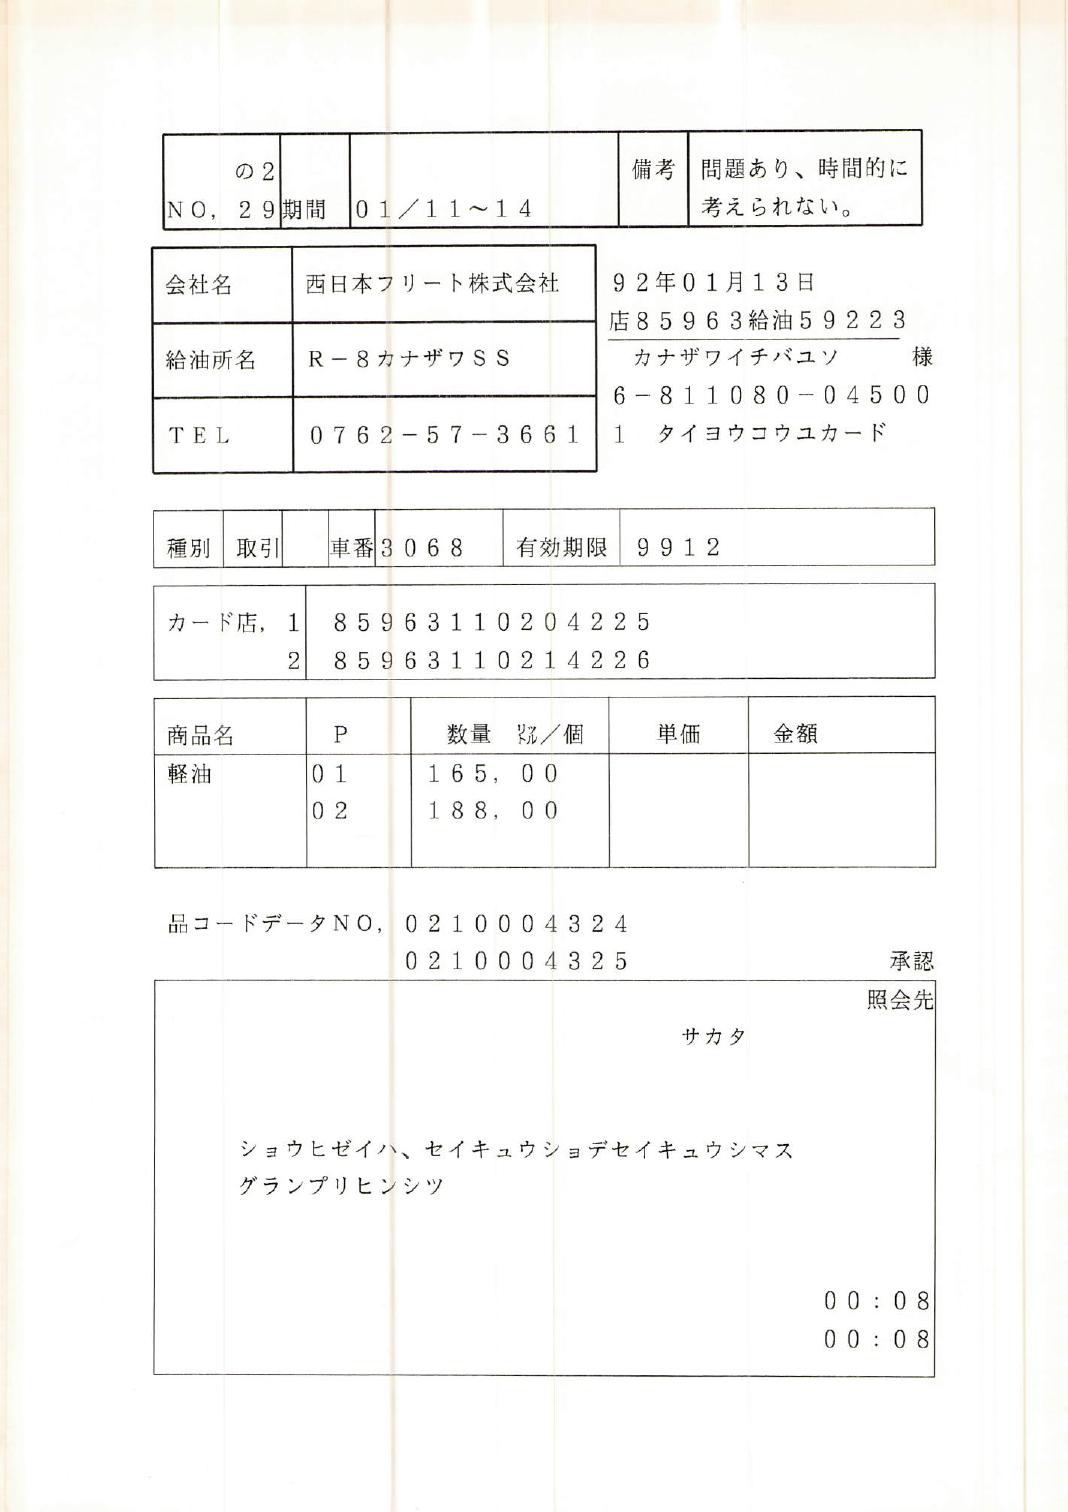 の2
NO, 29 期間 01/11~14 備考 問題あり、時間的に
考えられない。
会社名 西日本フリート株式会社
給油所名 R-8カナザワSS
TEL 0762-57-3661
92年01月13日
店85963給油59223
カナザワイチバユソ 様
6-811080-04500
1 タイヨウコウユカード
種別 取引 車番 3068 有効期限 9912
カード店, 1 85963110204225
2 85963110214226
商品名 P 数量 リットル/個 単価 金額
軽油 01 165, 00
02 188, 00
品コードデータNO, 0210004324
0210004325 承認
照会先
サカタ
ショウヒゼイハ、セイキュウショデセイキュウシマス
グランプリヒンシツ
00:08
00:08